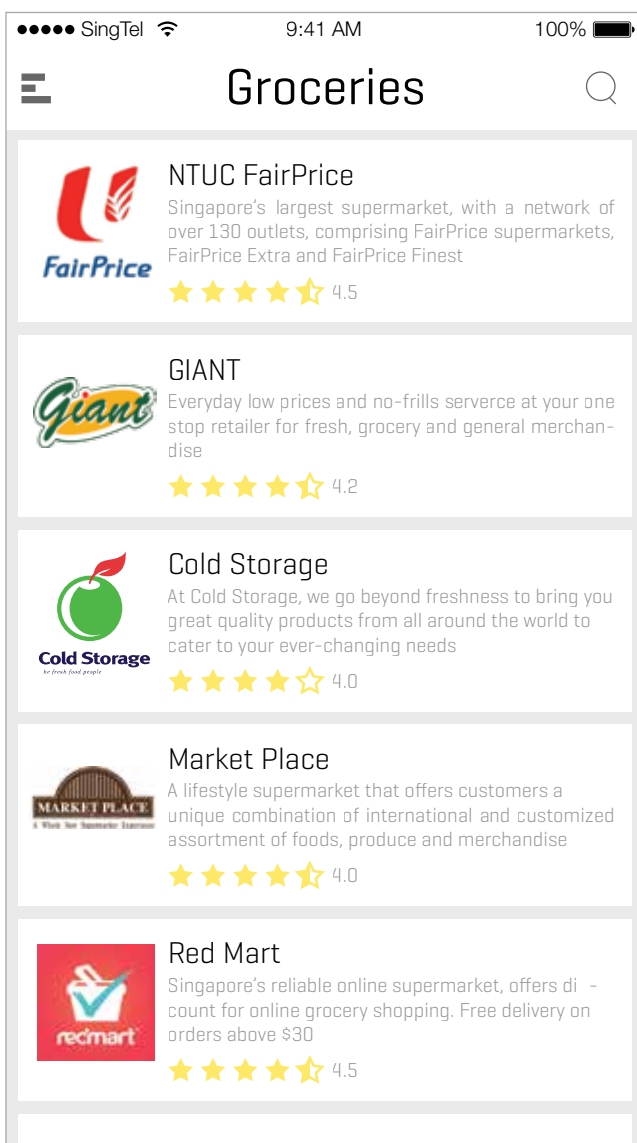 SingTel 9:41 AM 100%
Groceries
FairPrice
NTUC FairPrice
Singapore's largest supermarket, with a network of
over 130 outlets, comprising FairPrice supermarkets,
FairPrice Extra and FairPrice Finest
4.5
Giant
GIANT
Everyday low prices and no-frills serverce at your one
stop retailer for fresh, grocery and general merchan-
dise
4.2
Cold Storage
the fresh food people
Cold Storage
At Cold Storage, we go beyond freshness to bring you
great quality products from all around the world to
cater to your ever-changing needs
4.0
MARKET PLACE
Market Place
A lifestyle supermarket that offers customers a
unique combination of international and customized
assortment of foods, produce and merchandise
4.0
redmart
Red Mart
Singapore's reliable online supermarket, offers di -
count for online grocery shopping. Free delivery on
orders above $30
4.5